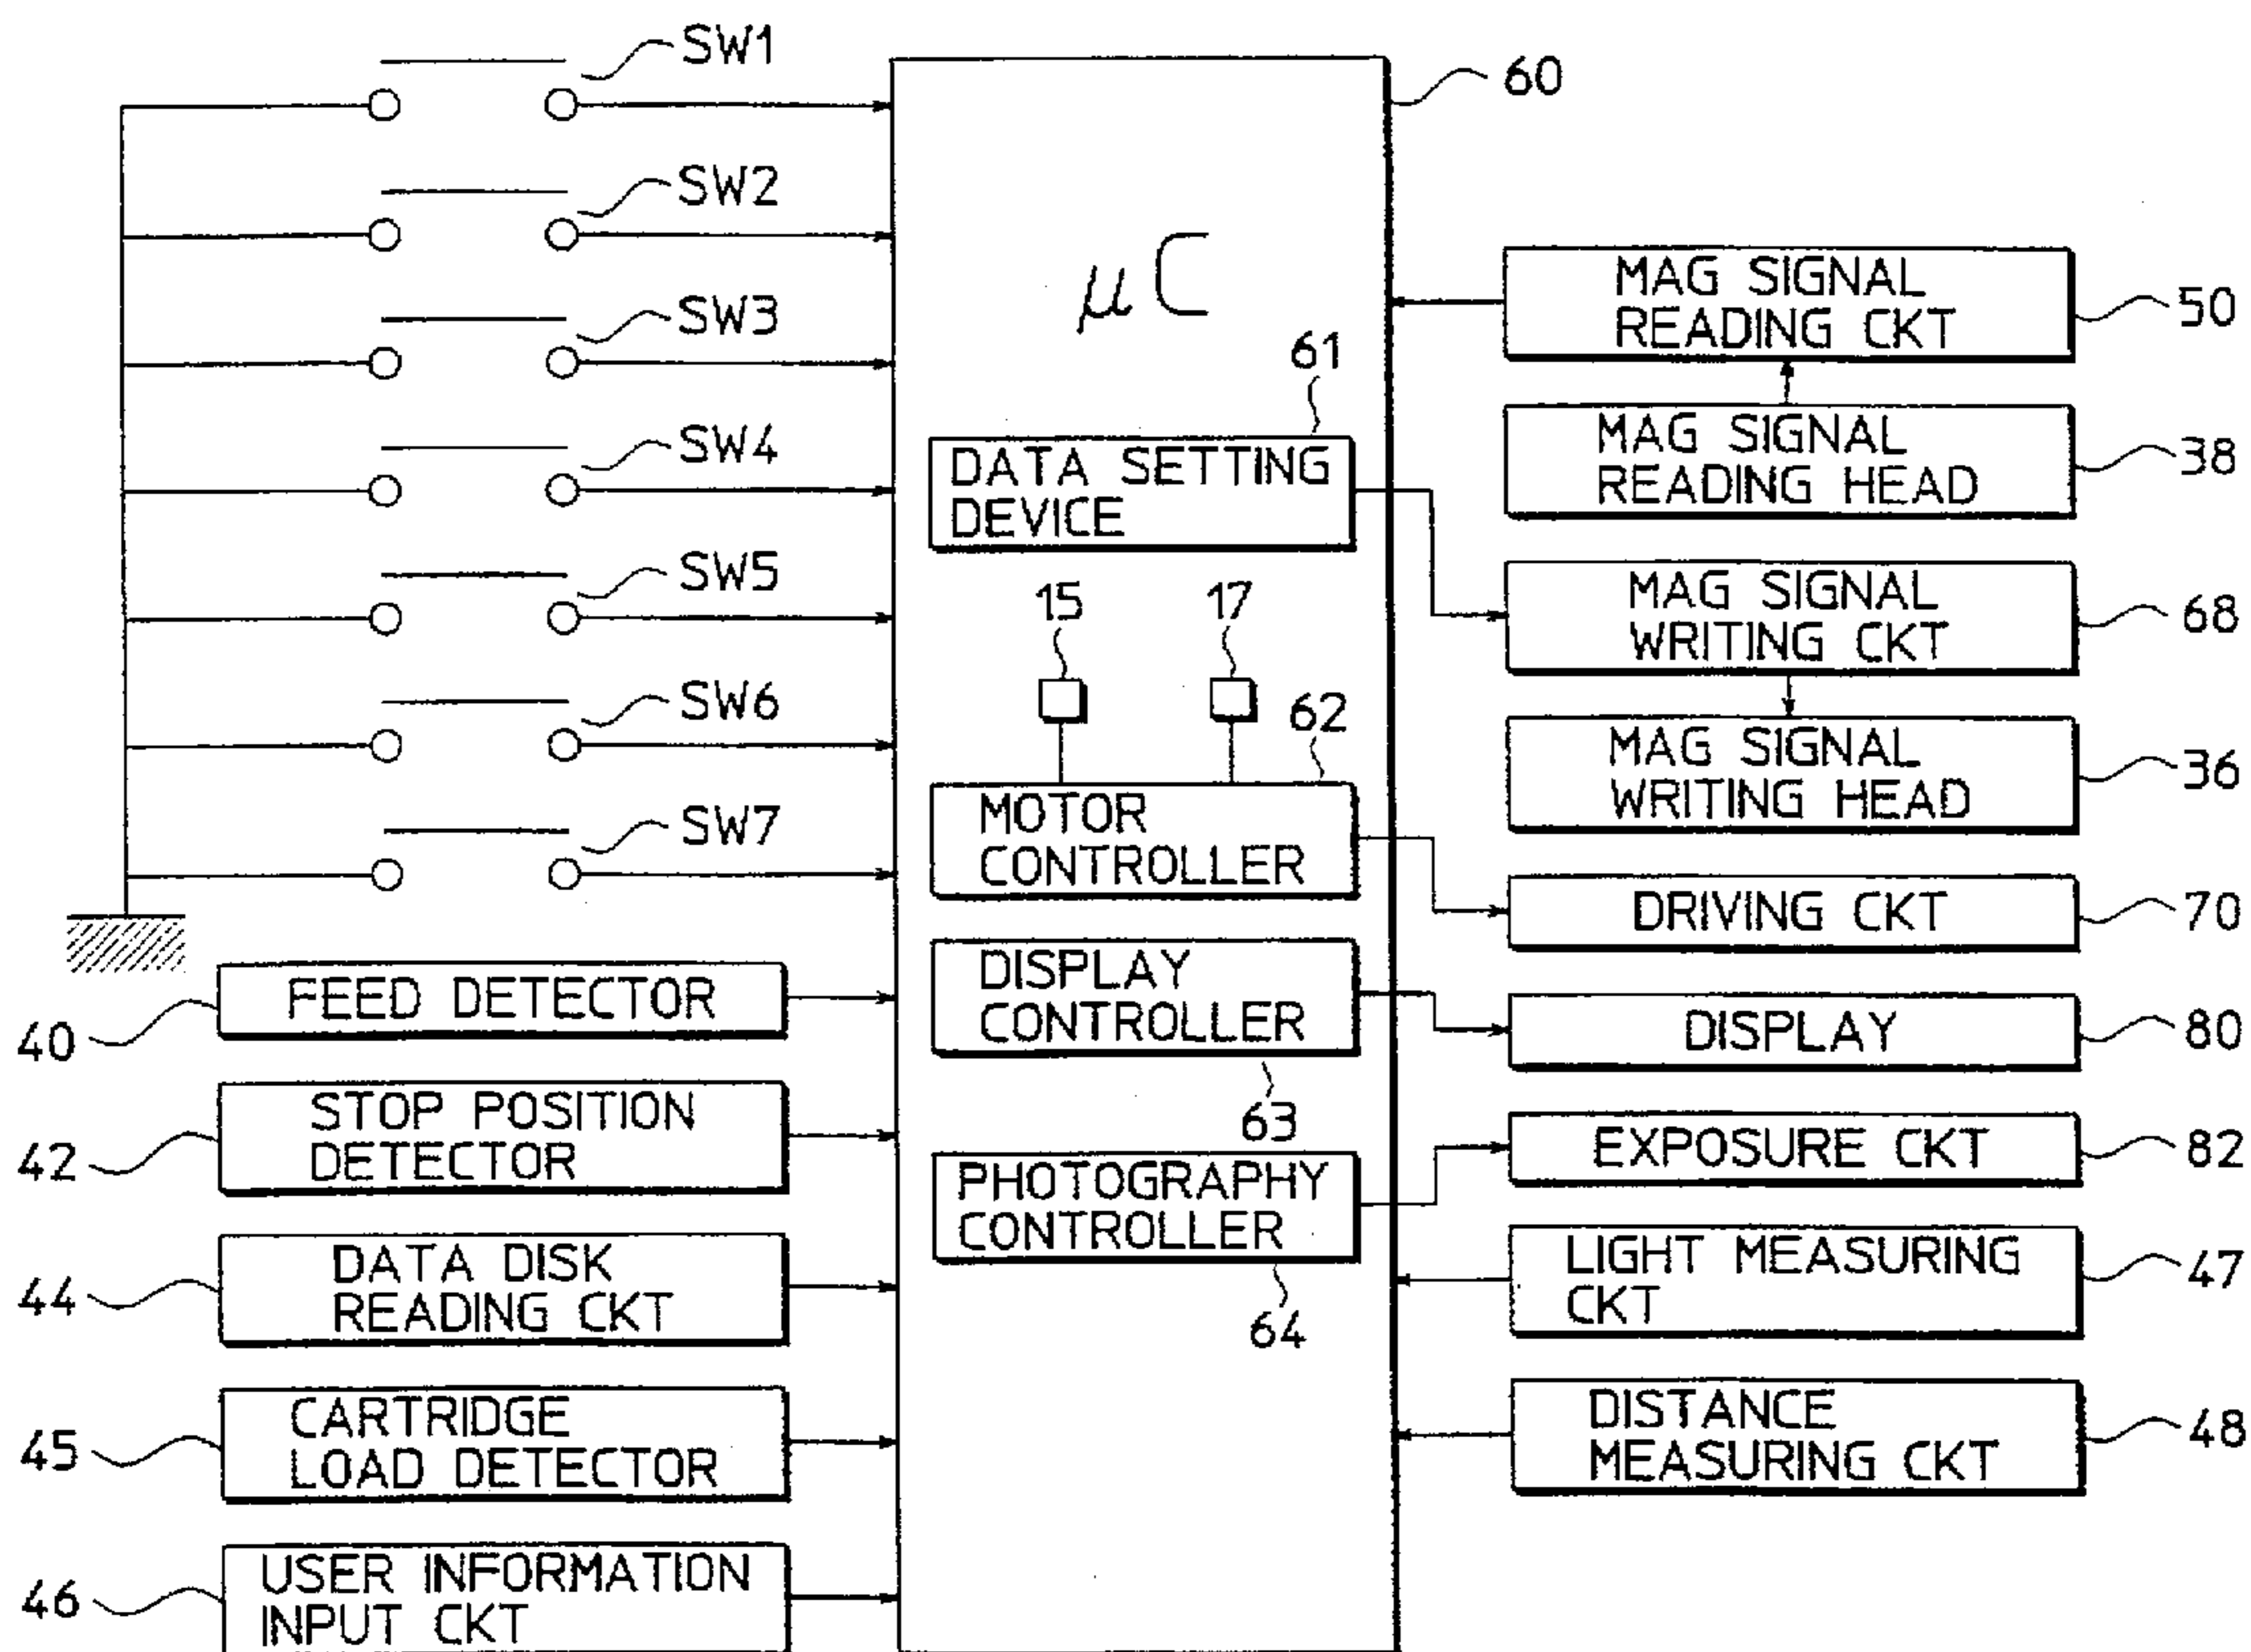 SW1
SW2
SW3
SW4
SW5
SW6
SW7
FEED DETECTOR
40
STOP POSITION
DETECTOR
42
DATA DISK
READING CKT
44
CARTRIDGE
LOAD DETECTOR
45
USER INFORMATION
INPUT CKT
46
60
μC
61
DATA SETTING
DEVICE
15
17
62
MOTOR
CONTROLLER
DISPLAY
CONTROLLER
63
PHOTOGRAPHY
CONTROLLER
64
MAG SIGNAL
READING CKT
50
MAG SIGNAL
READING HEAD
38
MAG SIGNAL
WRITING CKT
68
MAG SIGNAL
WRITING HEAD
36
DRIVING CKT
70
DISPLAY
80
EXPOSURE CKT
82
LIGHT MEASURING
CKT
47
DISTANCE
MEASURING CKT
48